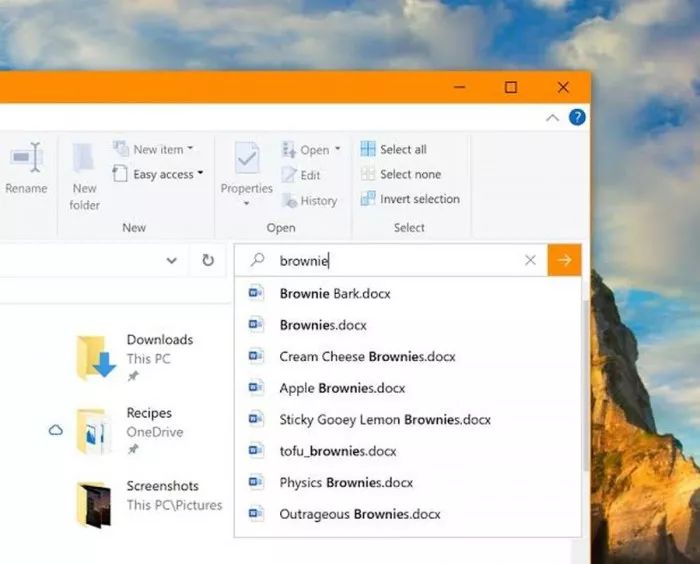 ?
New item
Open
Select all
Easy access
Edit
Select none
Rename
New
folder
Properties
History
Invert selection
New
Open
Select
brownie
Brownie Bark.docx
Brownies.docx
Cream Cheese Brownies.docx
Apple Brownies.docx
Sticky Gooey Lemon Brownies.docx
tofu_brownies.docx
Physics Brownies.docx
Outrageous Brownies.docx
Downloads
This PC
Recipes
OneDrive
Screenshots
This PC\Pictures